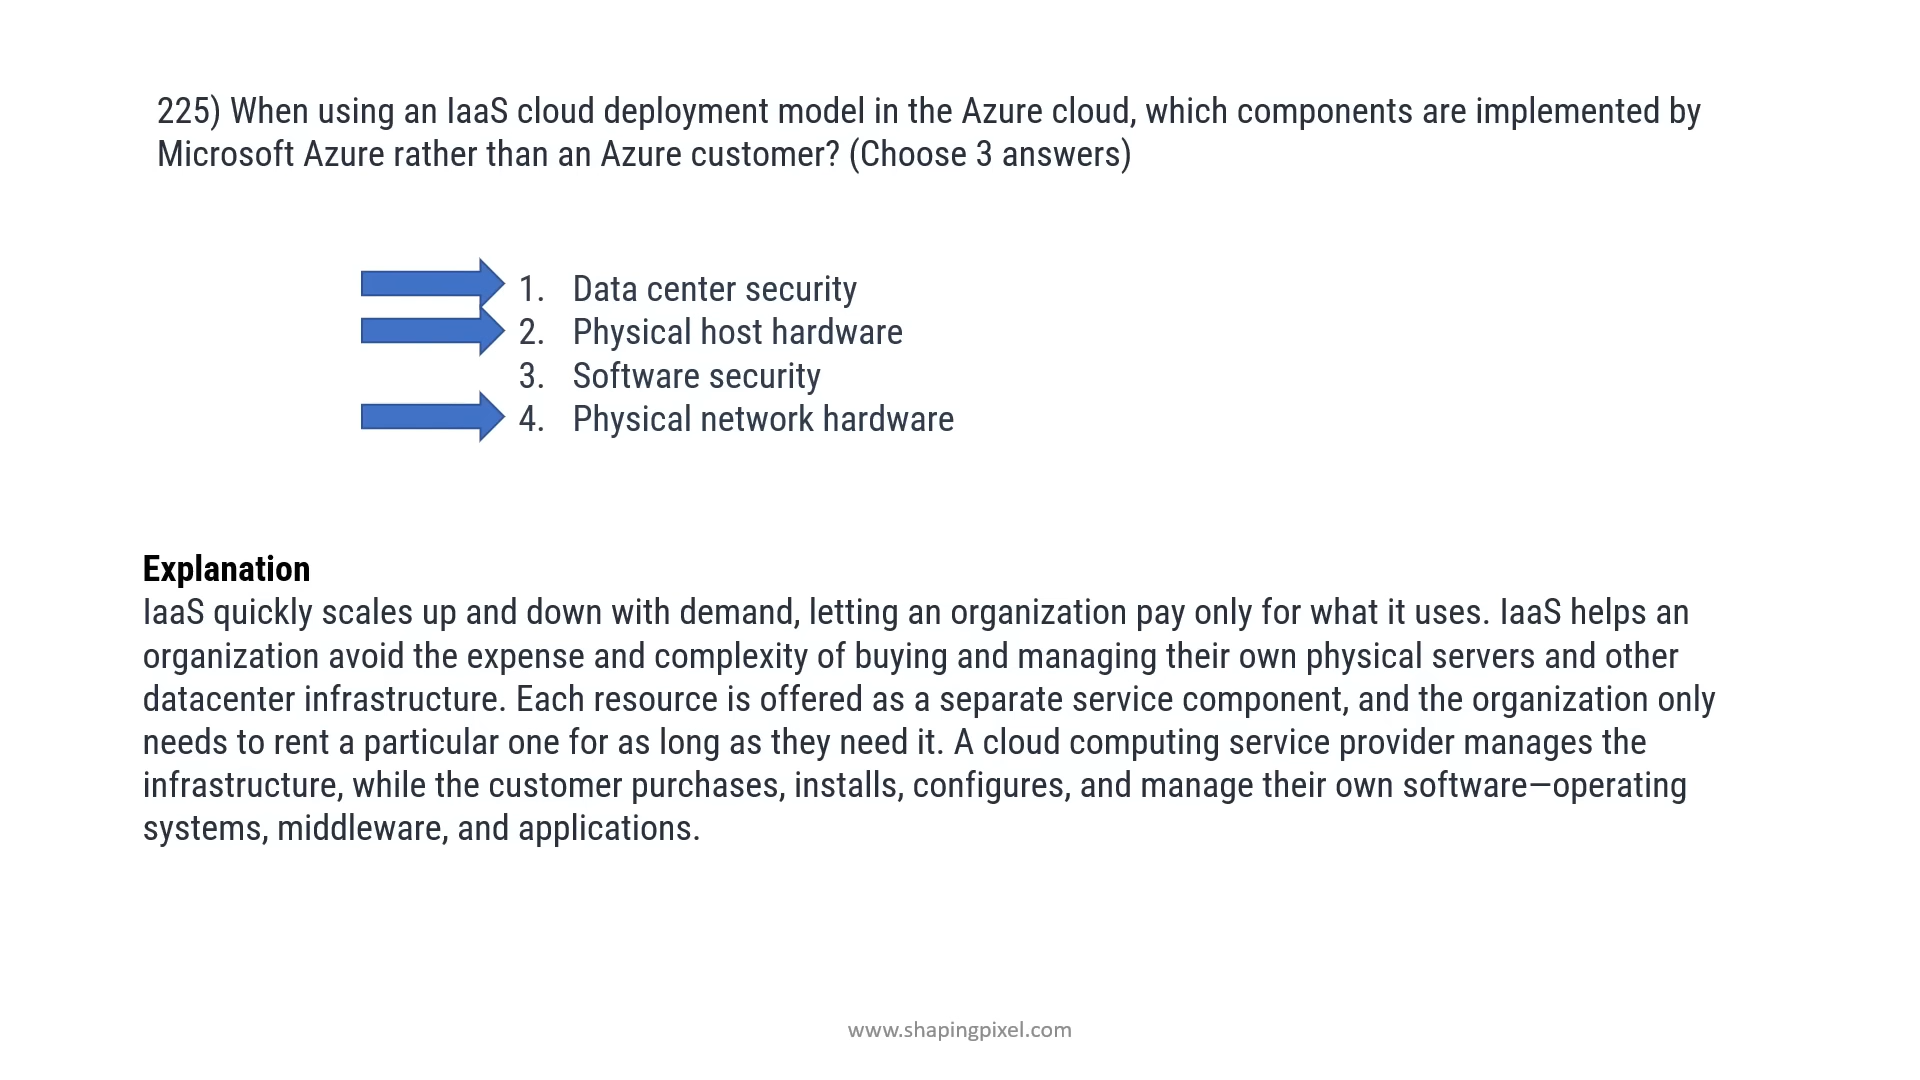 225) When using an IaaS cloud deployment model in the Azure cloud, which components are implemented by
Microsoft Azure rather than an Azure customer? (Choose 3 answers)
1. Data center security
2. Physical host hardware
3. Software security
4. Physical network hardware
Explanation
IaaS quickly scales up and down with demand, letting an organization pay only for what it uses. IaaS helps an
organization avoid the expense and complexity of buying and managing their own physical servers and other
datacenter infrastructure. Each resource is offered as a separate service component, and the organization only
needs to rent a particular one for as long as they need it. A cloud computing service provider manages the
infrastructure, while the customer purchases, installs, configures, and manage their own software—operating
systems, middleware, and applications.
www.shapingpixel.com